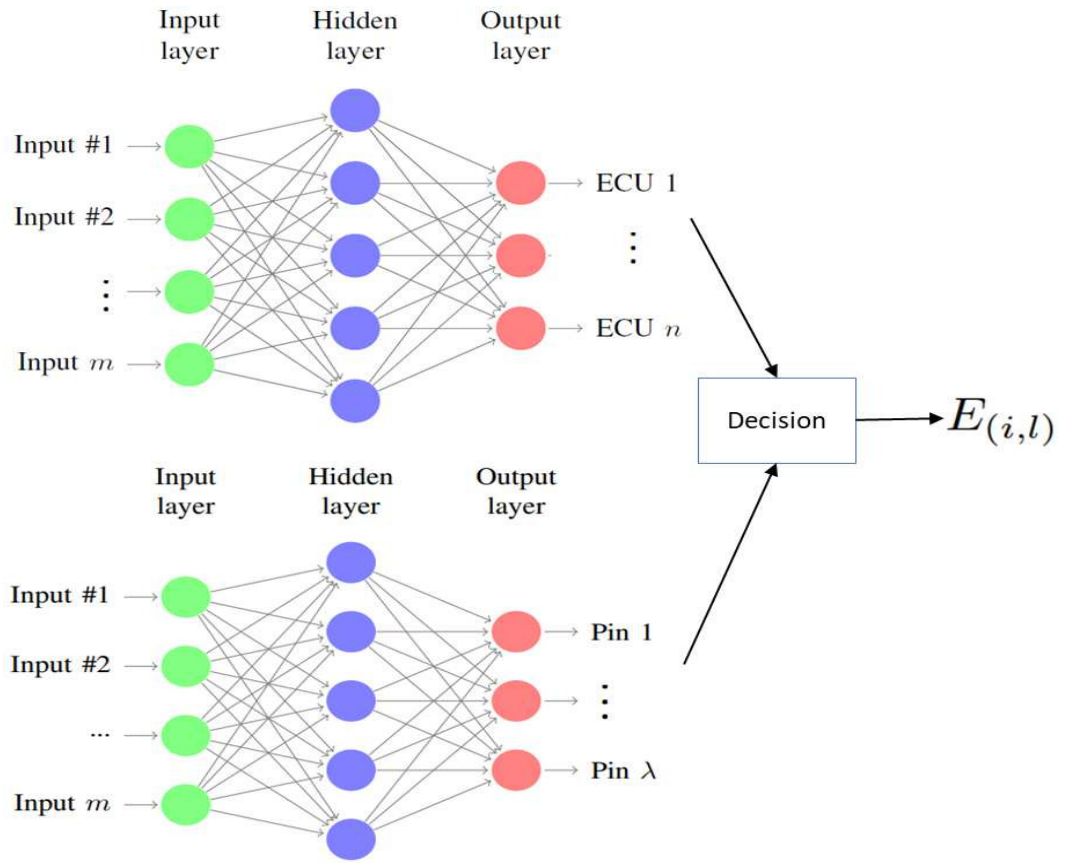 Input
layer
Hidden
layer
Output
layer
Input #1
Input #2
⋮
Input m
ECU 1
⋮
ECU n
Decision
E(i,l)
Input
layer
Hidden
layer
Output
layer
Input #1
Input #2
...
Input m
Pin 1
⋮
Pin λ